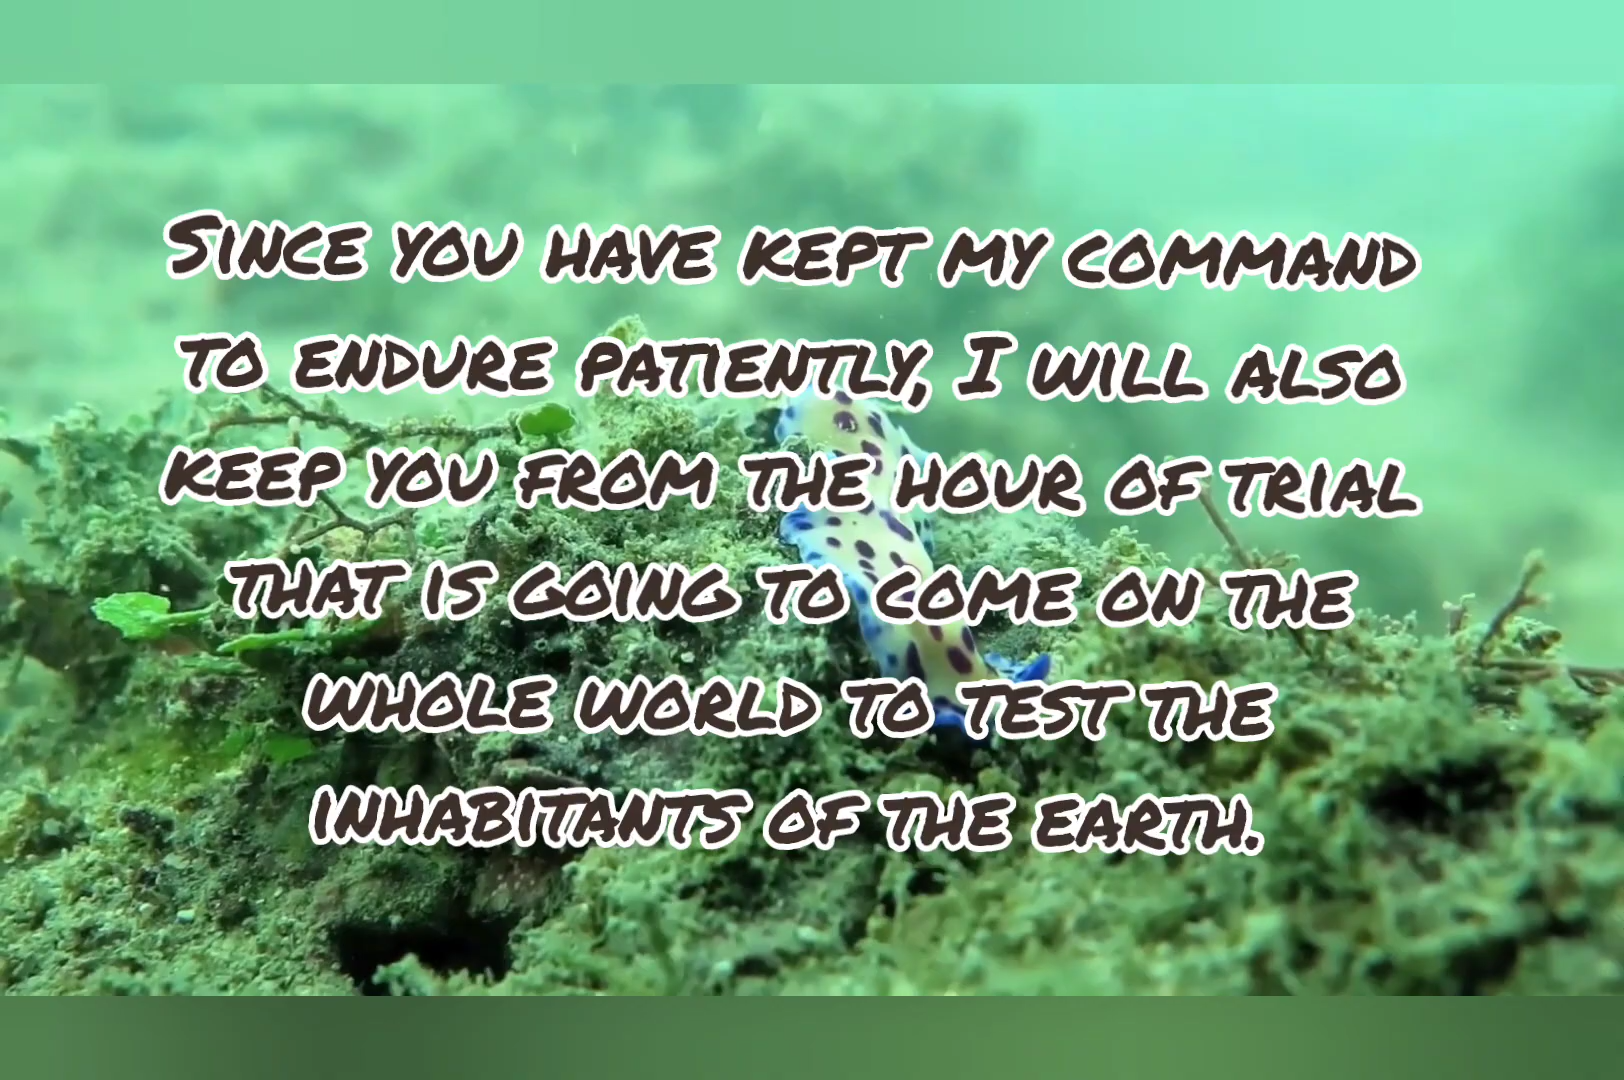 Since you have kept my command
to endure patiently, I will also
keep you from the hour of trial
that is going to come on the
whole world to test the
inhabitants of the earth.